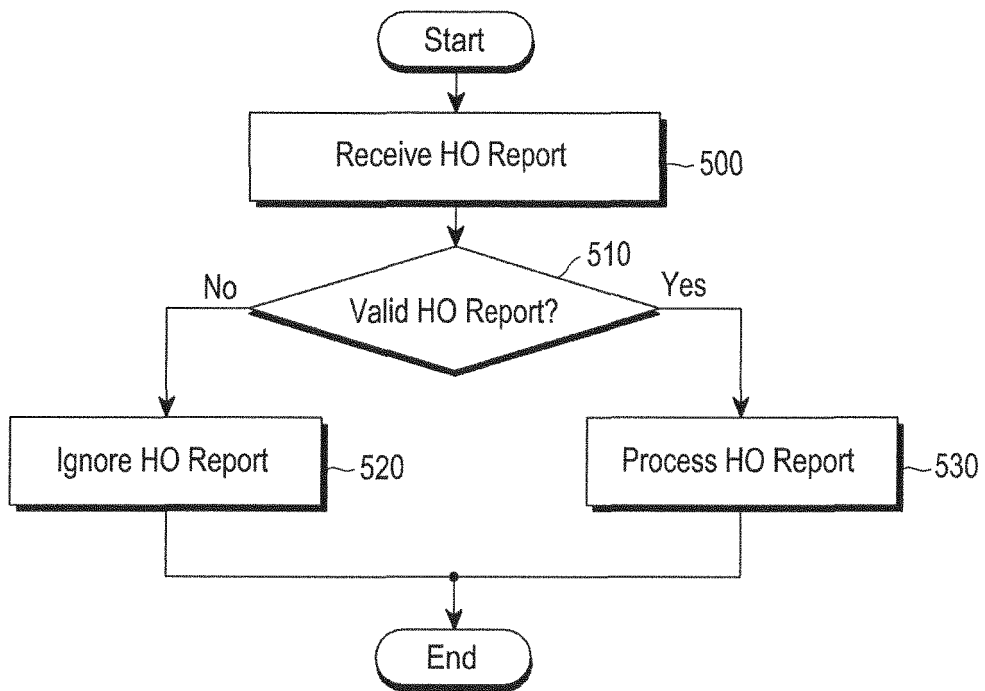 Start
Receive HO Report
500
510
No
Valid HO Report?
Yes
Ignore HO Report
520
Process HO Report
530
End